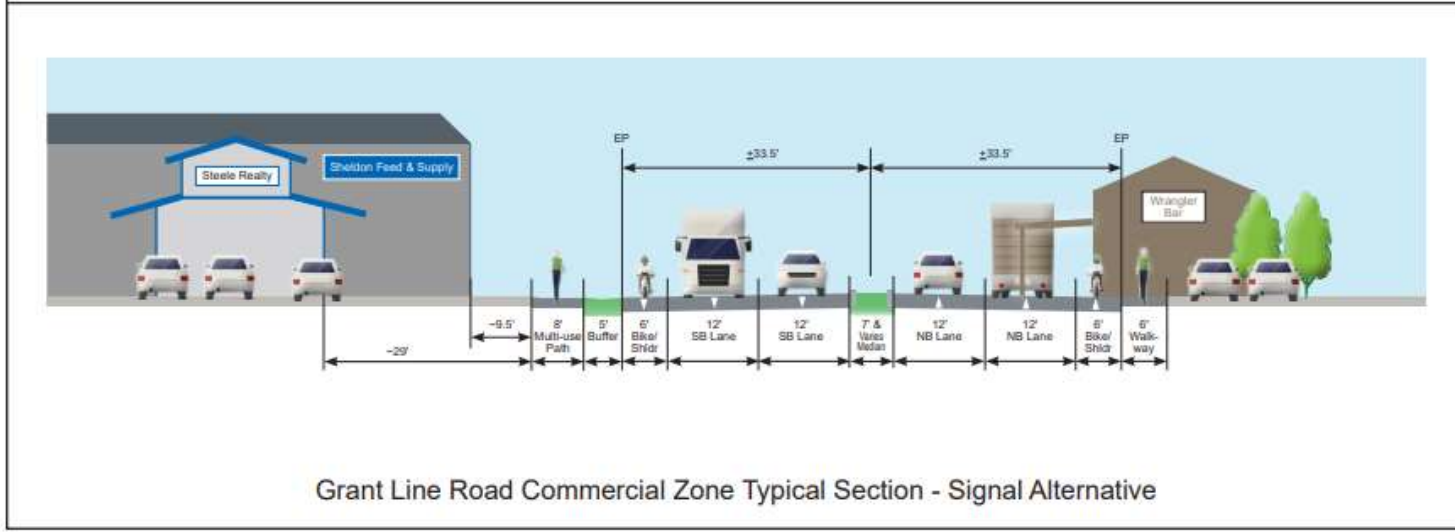 EP
EP
±33.5'
±33.5'
Steele Realty
Sheldon Feed & Supply
Wrangler
Bar
~9.5'
~29'
8'
Multi-use
Path
5'
Buffer
6'
Bike/
Shldr
12'
SB Lane
12'
SB Lane
7' &
Varies
Median
12'
NB Lane
12'
NB Lane
6'
Bike/
Shldr
6'
Walk-
way
Grant Line Road Commercial Zone Typical Section - Signal Alternative